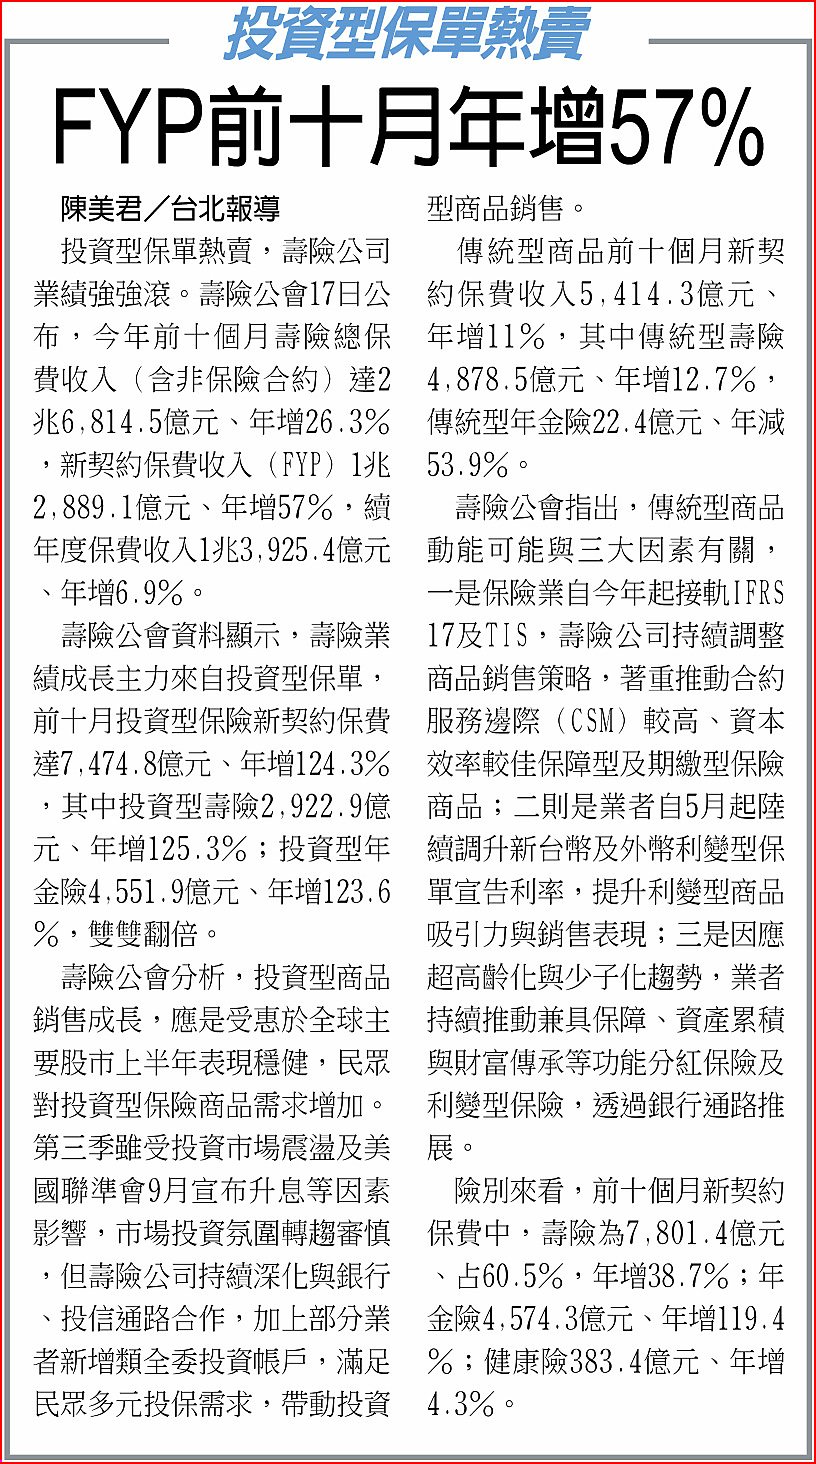 投資型保單熱賣
FYP前十月年增57%
陳美君／台北報導
投資型保單熱賣，壽險公司
業績強強滾。壽險公會17日公
布，今年前十個月壽險總保
費收入（含非保險合約）達2
兆6,814.5億元、年增26.3%
，新契約保費收入（FYP）1兆
2,889.1億元、年增57%，續
年度保費收入1兆3,925.4億元
、年增6.9%。
壽險公會資料顯示，壽險業
績成長主力來自投資型保單，
前十月投資型保險新契約保費
達7,474.8億元、年增124.3%
，其中投資型壽險2,922.9億
元、年增125.3%；投資型年
金險4,551.9億元、年增123.6
%，雙雙翻倍。
壽險公會分析，投資型商品
銷售成長，應是受惠於全球主
要股市上半年表現穩健，民眾
對投資型保險商品需求增加。
第三季雖受投資市場震盪及美
國聯準會9月宣布升息等因素
影響，市場投資氛圍轉趨審慎
，但壽險公司持續深化與銀行
、投信通路合作，加上部分業
者新增類全委投資帳戶，滿足
民眾多元投保需求，帶動投資
型商品銷售。
傳統型商品前十個月新契
約保費收入5,414.3億元、
年增11%，其中傳統型壽險
4,878.5億元、年增12.7%，
傳統型年金險22.4億元、年減
53.9%。
壽險公會指出，傳統型商品
動能可能與三大因素有關，
一是保險業自今年起接軌IFRS
17及TIS，壽險公司持續調整
商品銷售策略，著重推動合約
服務邊際（CSM）較高、資本
效率較佳保障型及期繳型保險
商品；二則是業者自5月起陸
續調升新台幣及外幣利變型保
單宣告利率，提升利變型商品
吸引力與銷售表現；三是因應
超高齡化與少子化趨勢，業者
持續推動兼具保障、資產累積
與財富傳承等功能分紅保險及
利變型保險，透過銀行通路推
展。
險別來看，前十個月新契約
保費中，壽險為7,801.4億元
、占60.5%，年增38.7%；年
金險4,574.3億元、年增119.4
%；健康險383.4億元、年增
4.3%。